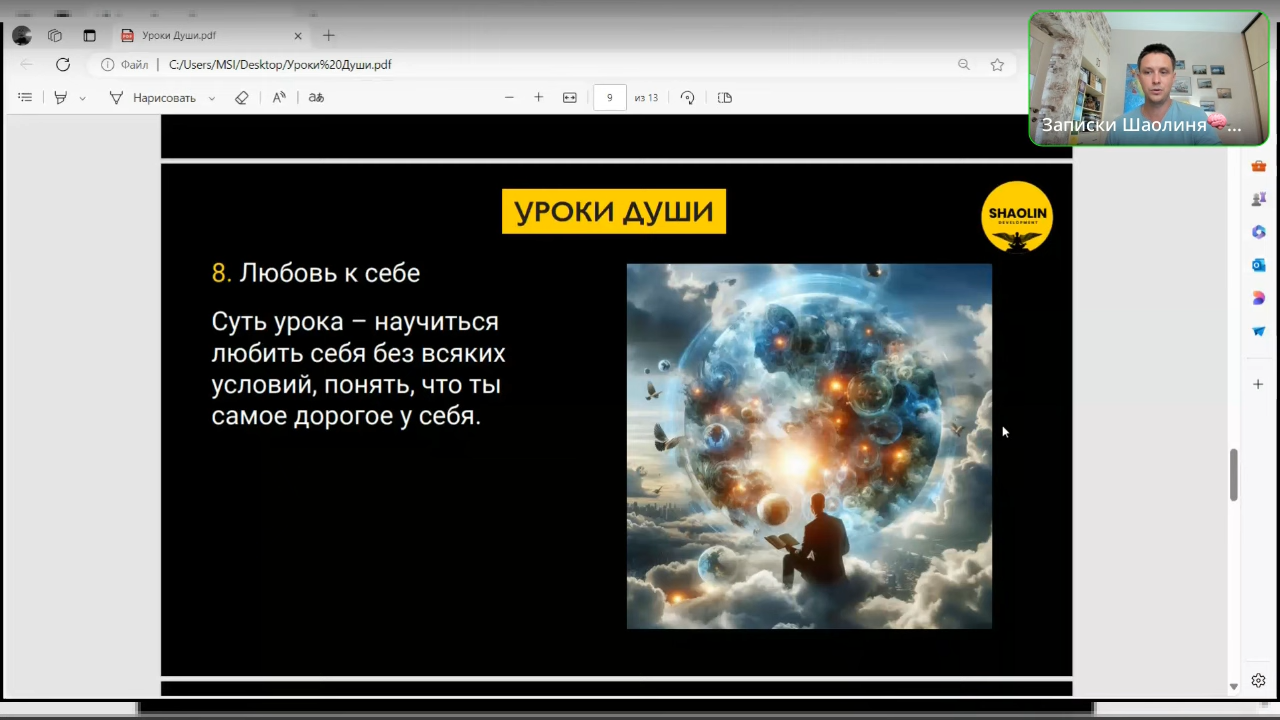 Уроки Души.pdf
Файл
C:/Users/MSI/Desktop/Уроки%20Души.pdf
Нарисовать
9 из 13
Записки Шаолиня🧠...
УРОКИ ДУШИ
SHAOLIN
DEVELOPMENT
8. Любовь к себе
Суть урока – научиться
любить себя без всяких
условий, понять, что ты
самое дорогое у себя.